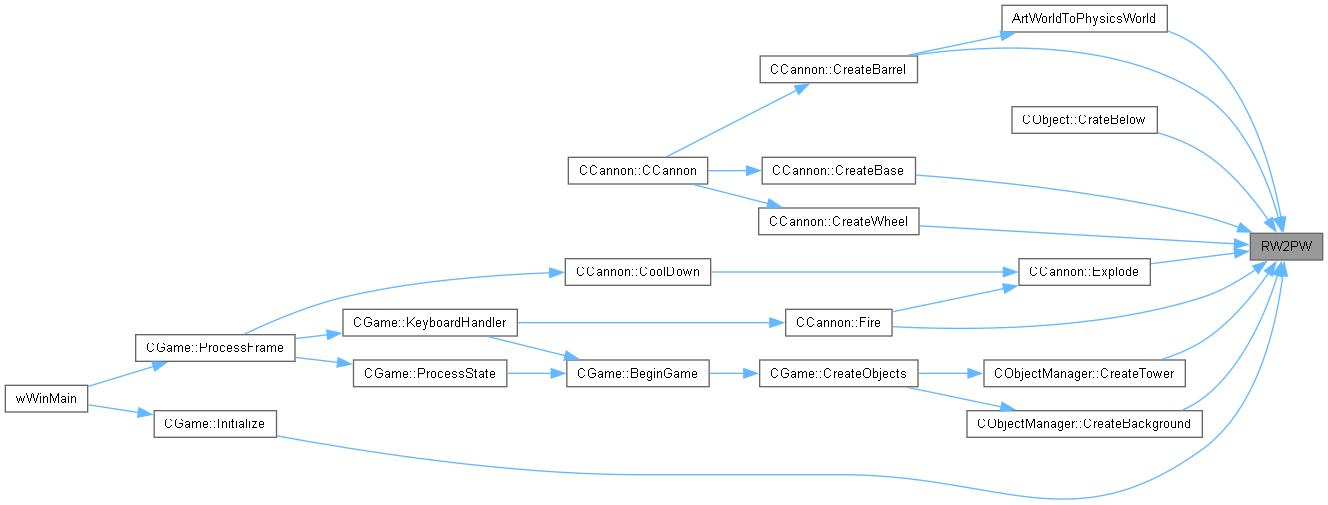 ArtWorldToPhysicsWorld
CCannon::CreateBarrel
CObject::CrateBelow
CCannon::CCannon
CCannon::CreateBase
CCannon::CreateWheel
RW2PW
CCannon::CoolDown
CCannon::Explode
CGame::KeyboardHandler
CCannon::Fire
CGame::ProcessFrame
CGame::ProcessState
CGame::BeginGame
CGame::CreateObjects
CObjectManager::CreateTower
wWinMain
CGame::Initialize
CObjectManager::CreateBackground